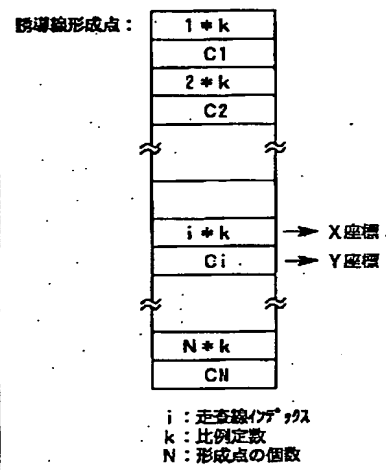 誘導線形成点：
1＊k
C1
2＊k
C2
i＊k → X座標
Ci → Y座標
N＊k
CN
i：走査線インデックス
k：比例定数
N：形成点の個数